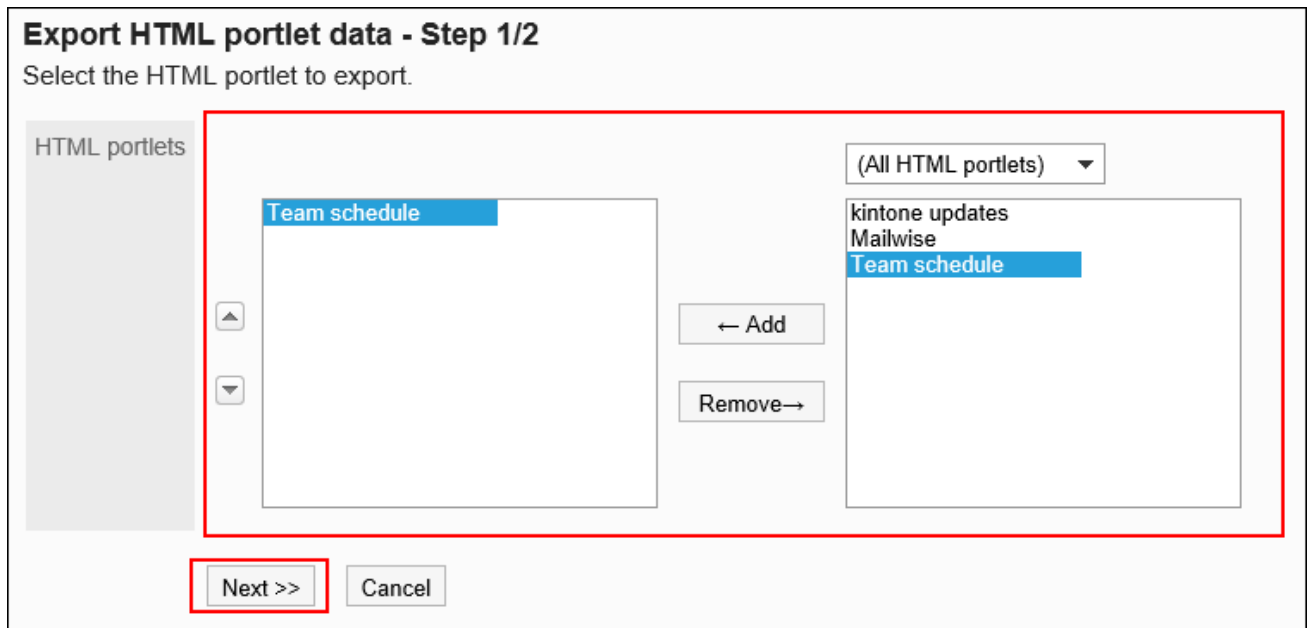 Export HTML portlet data - Step 1/2
Select the HTML portlet to export.
HTML portlets
(All HTML portlets)
Team schedule
kintone updates
Mailwise
Team schedule
← Add
Remove→
Next >>
Cancel